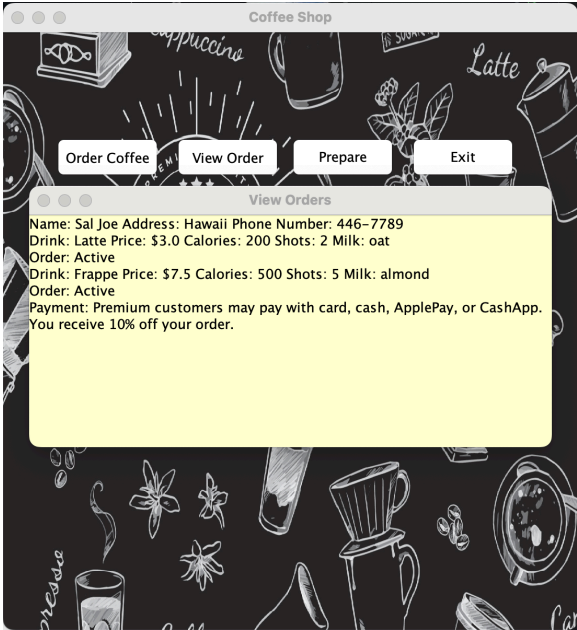 Coffee Shop
Cappuccino
SUGAR
Latte
Order Coffee
View Order
Prepare
Exit
PREMI
View Orders
Name: Sal Joe Address: Hawaii Phone Number: 446-7789
Drink: Latte Price: $3.0 Calories: 200 Shots: 2 Milk: oat
Order: Active
Drink: Frappe Price: $7.5 Calories: 500 Shots: 5 Milk: almond
Order: Active
Payment: Premium customers may pay with card, cash, ApplePay, or CashApp.
You receive 10% off your order.
presso